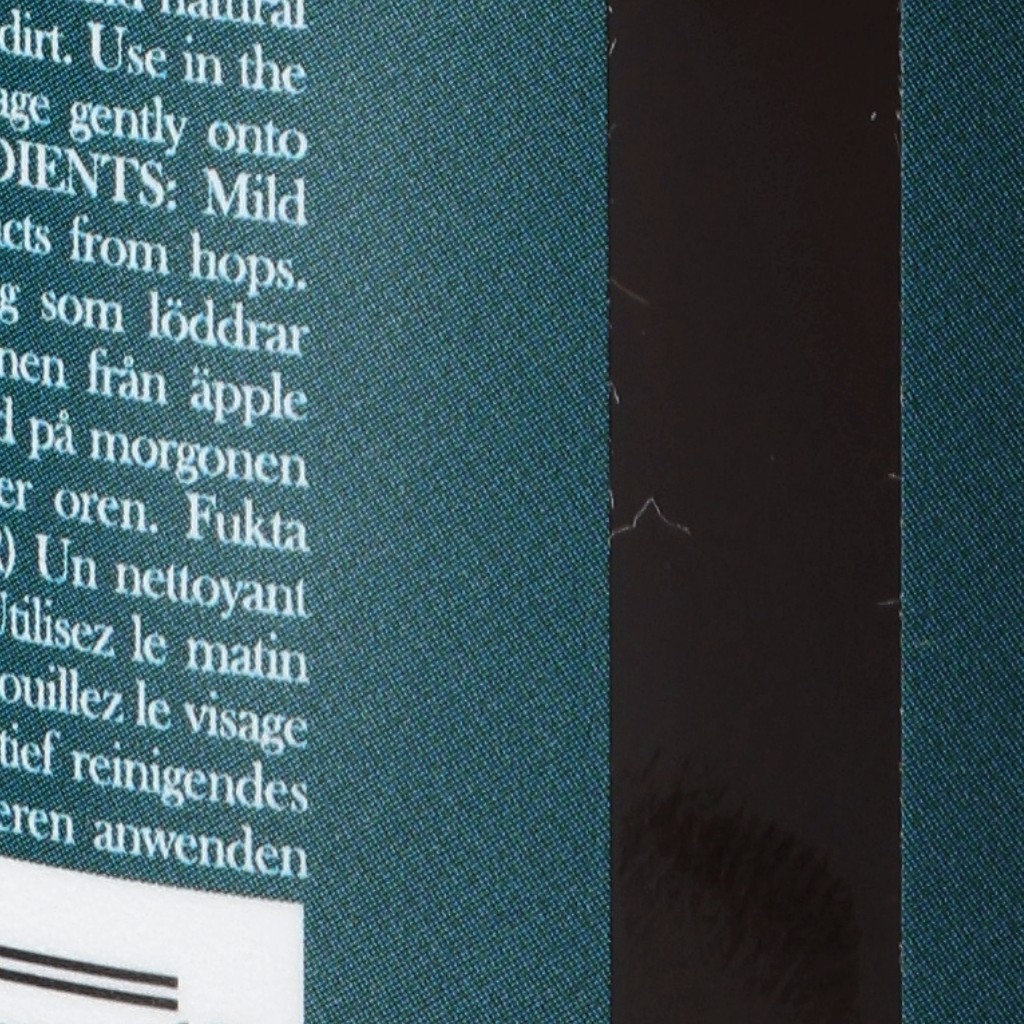 natural
dirt. Use in the
gently onto
DIENTS: Mild
cts from hops.
g som löddrar
nen från äpple
d på morgonen
er oren. Fukta
) Un nettoyant
Utilisez le matin
ouillez le visage
tief reinigendes
eren anwenden